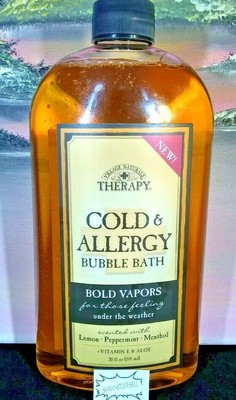 NEW!
VILLAGE NATURALS
THERAPY
COLD &
ALLERGY
BUBBLE BATH
BOLD VAPORS
for those feeling
under the weather
scented with
Lemon · Peppermint · Menthol
+VITAMIN E & ALOE